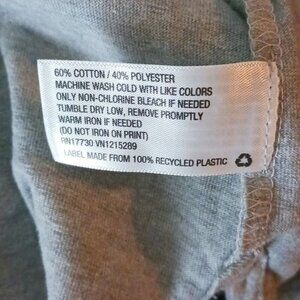 60% COTTON / 40% POLYESTER
MACHINE WASH COLD WITH LIKE COLORS
ONLY NON-CHLORINE BLEACH IF NEEDED
TUMBLE DRY LOW, REMOVE PROMPTLY
WARM IRON IF NEEDED
(DO NOT IRON ON PRINT)
RN17730 VN1215289
LABEL MADE FROM 100% RECYCLED PLASTIC